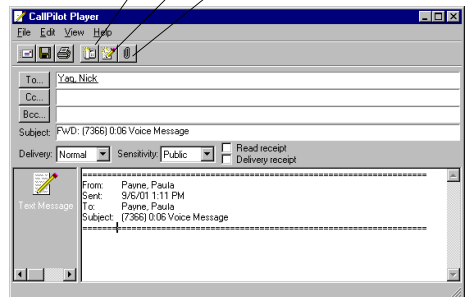 CallPilot Player
File Edit View Help
To... Yaq, Nick
Cc...
Bcc...
Subject: FWD: (7366) 0:06 Voice Message
Delivery: Normal Sensitivity: Public Read receipt
Delivery receipt
Text Message
From: Payne, Paula
Sent: 9/6/01 1:11 PM
To: Payne, Paula
Subject: (7366) 0:06 Voice Message